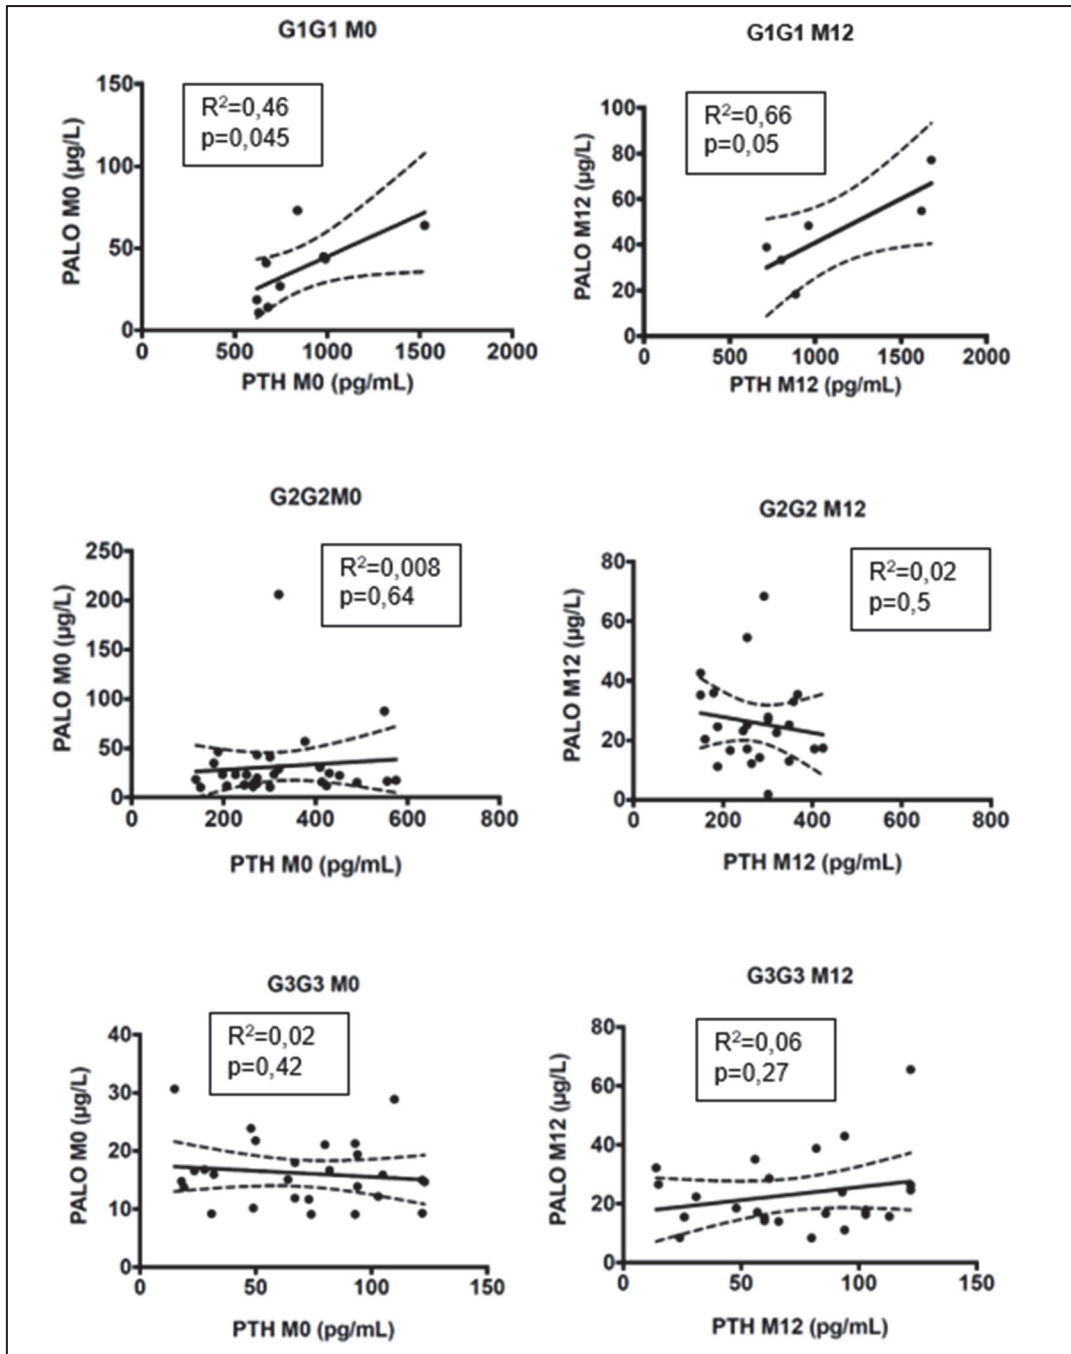 G1G1 M0
R²=0,46
p=0,045
PALO M0 (µg/L)
150
100
50
0
0 500 1000 1500 2000
PTH M0 (pg/mL)
G1G1 M12
R²=0,66
p=0,05
PALO M12 (µg/L)
100
80
60
40
20
0
0 500 1000 1500 2000
PTH M12 (pg/mL)
G2G2M0
R²=0,008
p=0,64
PALO M0 (µg/L)
250
200
150
100
50
0
0 200 400 600 800
PTH M0 (pg/mL)
G2G2 M12
R²=0,02
p=0,5
PALO M12 (µg/L)
80
60
40
20
0
0 200 400 600 800
PTH M12 (pg/mL)
G3G3 M0
R²=0,02
p=0,42
PALO M0 (µg/L)
40
30
20
10
0
0 50 100 150
PTH M0 (pg/mL)
G3G3 M12
R²=0,06
p=0,27
PALO M12 (µg/L)
80
60
40
20
0
0 50 100 150
PTH M12 (pg/mL)